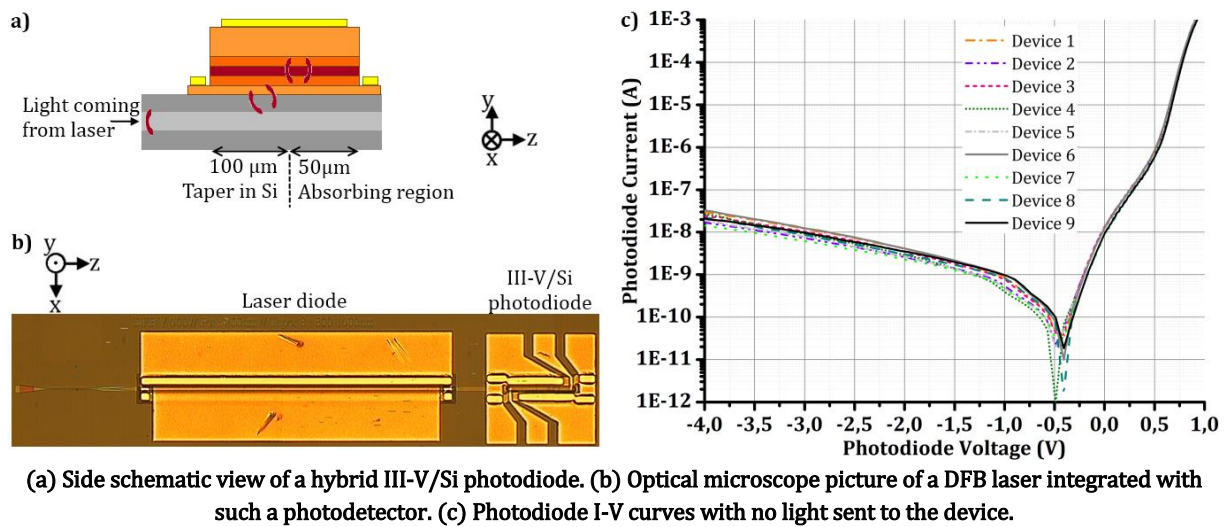 a)
Light coming
from laser
100 µm
Taper in Si
50µm
Absorbing region
y
z
x
b)
y
z
x
Laser diode
III-V/Si
photodiode
c)
Photodiode Current (A)
1E-3
1E-4
1E-5
1E-6
1E-7
1E-8
1E-9
1E-10
1E-11
1E-12
Device 1
Device 2
Device 3
Device 4
Device 5
Device 6
Device 7
Device 8
Device 9
-4,0 -3,5 -3,0 -2,5 -2,0 -1,5 -1,0 -0,5 0,0 0,5 1,0
Photodiode Voltage (V)
(a) Side schematic view of a hybrid III-V/Si photodiode. (b) Optical microscope picture of a DFB laser integrated with
such a photodetector. (c) Photodiode I-V curves with no light sent to the device.